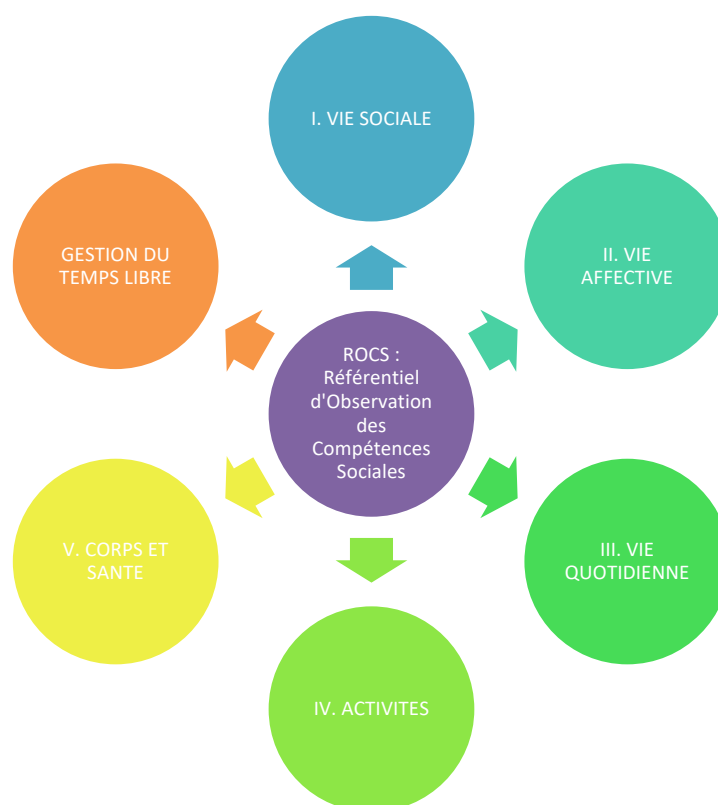 I. VIE SOCIALE
GESTION DU
TEMPS LIBRE
II. VIE
AFFECTIVE
ROCS :
Référentiel
d'Observation
des
Compétences
Sociales
V. CORPS ET
SANTE
III. VIE
QUOTIDIENNE
IV. ACTIVITES